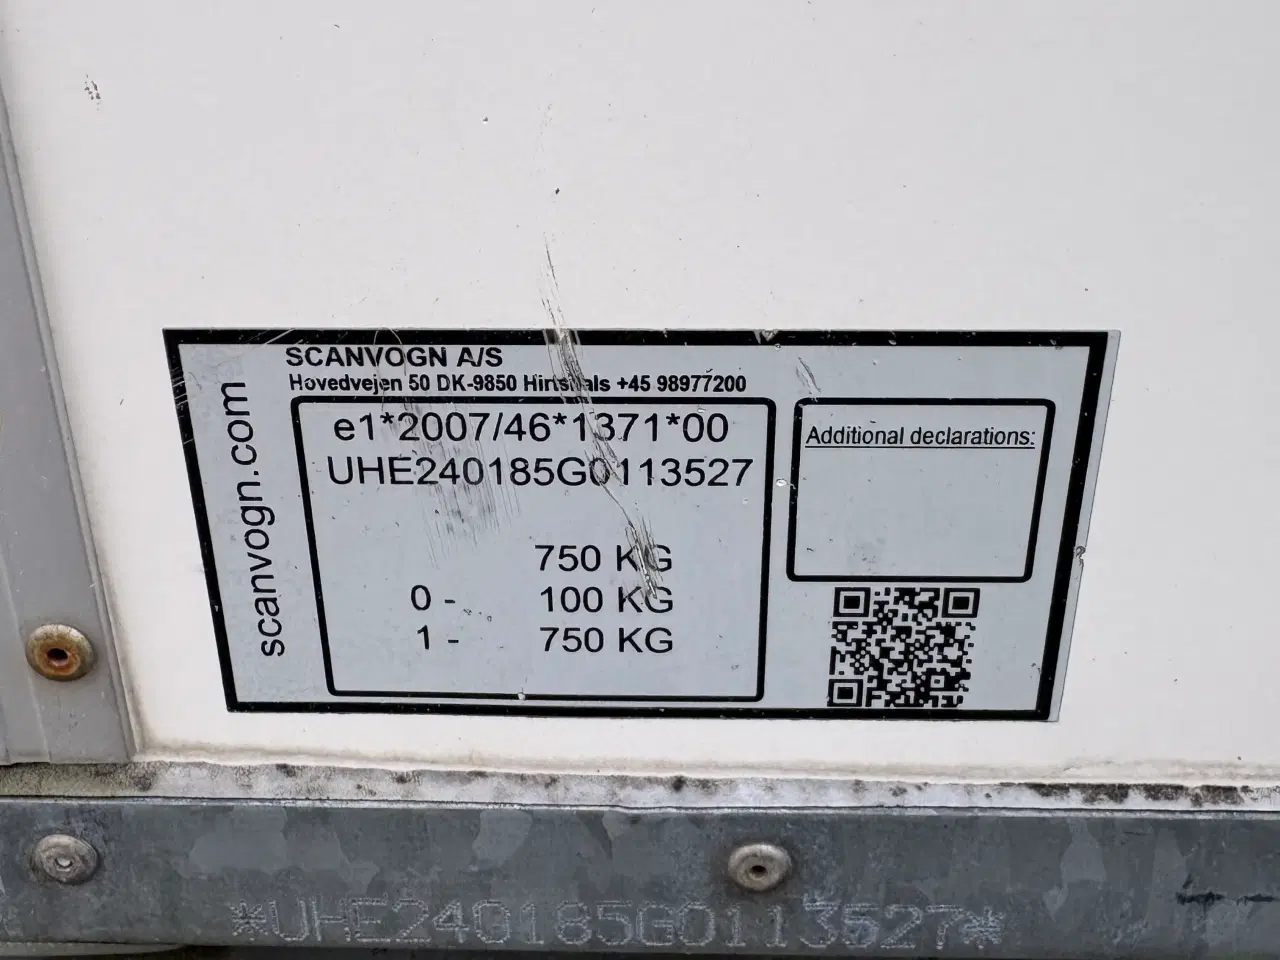 SCANVOGN A/S
Hovedvejen 50 DK-9850 Hirtshals +45 98977200
scanvogn.com
e1*2007/46*1371*00
UHE240185G0113527
750 KG
0 - 100 KG
1 - 750 KG
Additional declarations:
*UHE240185G0113527*